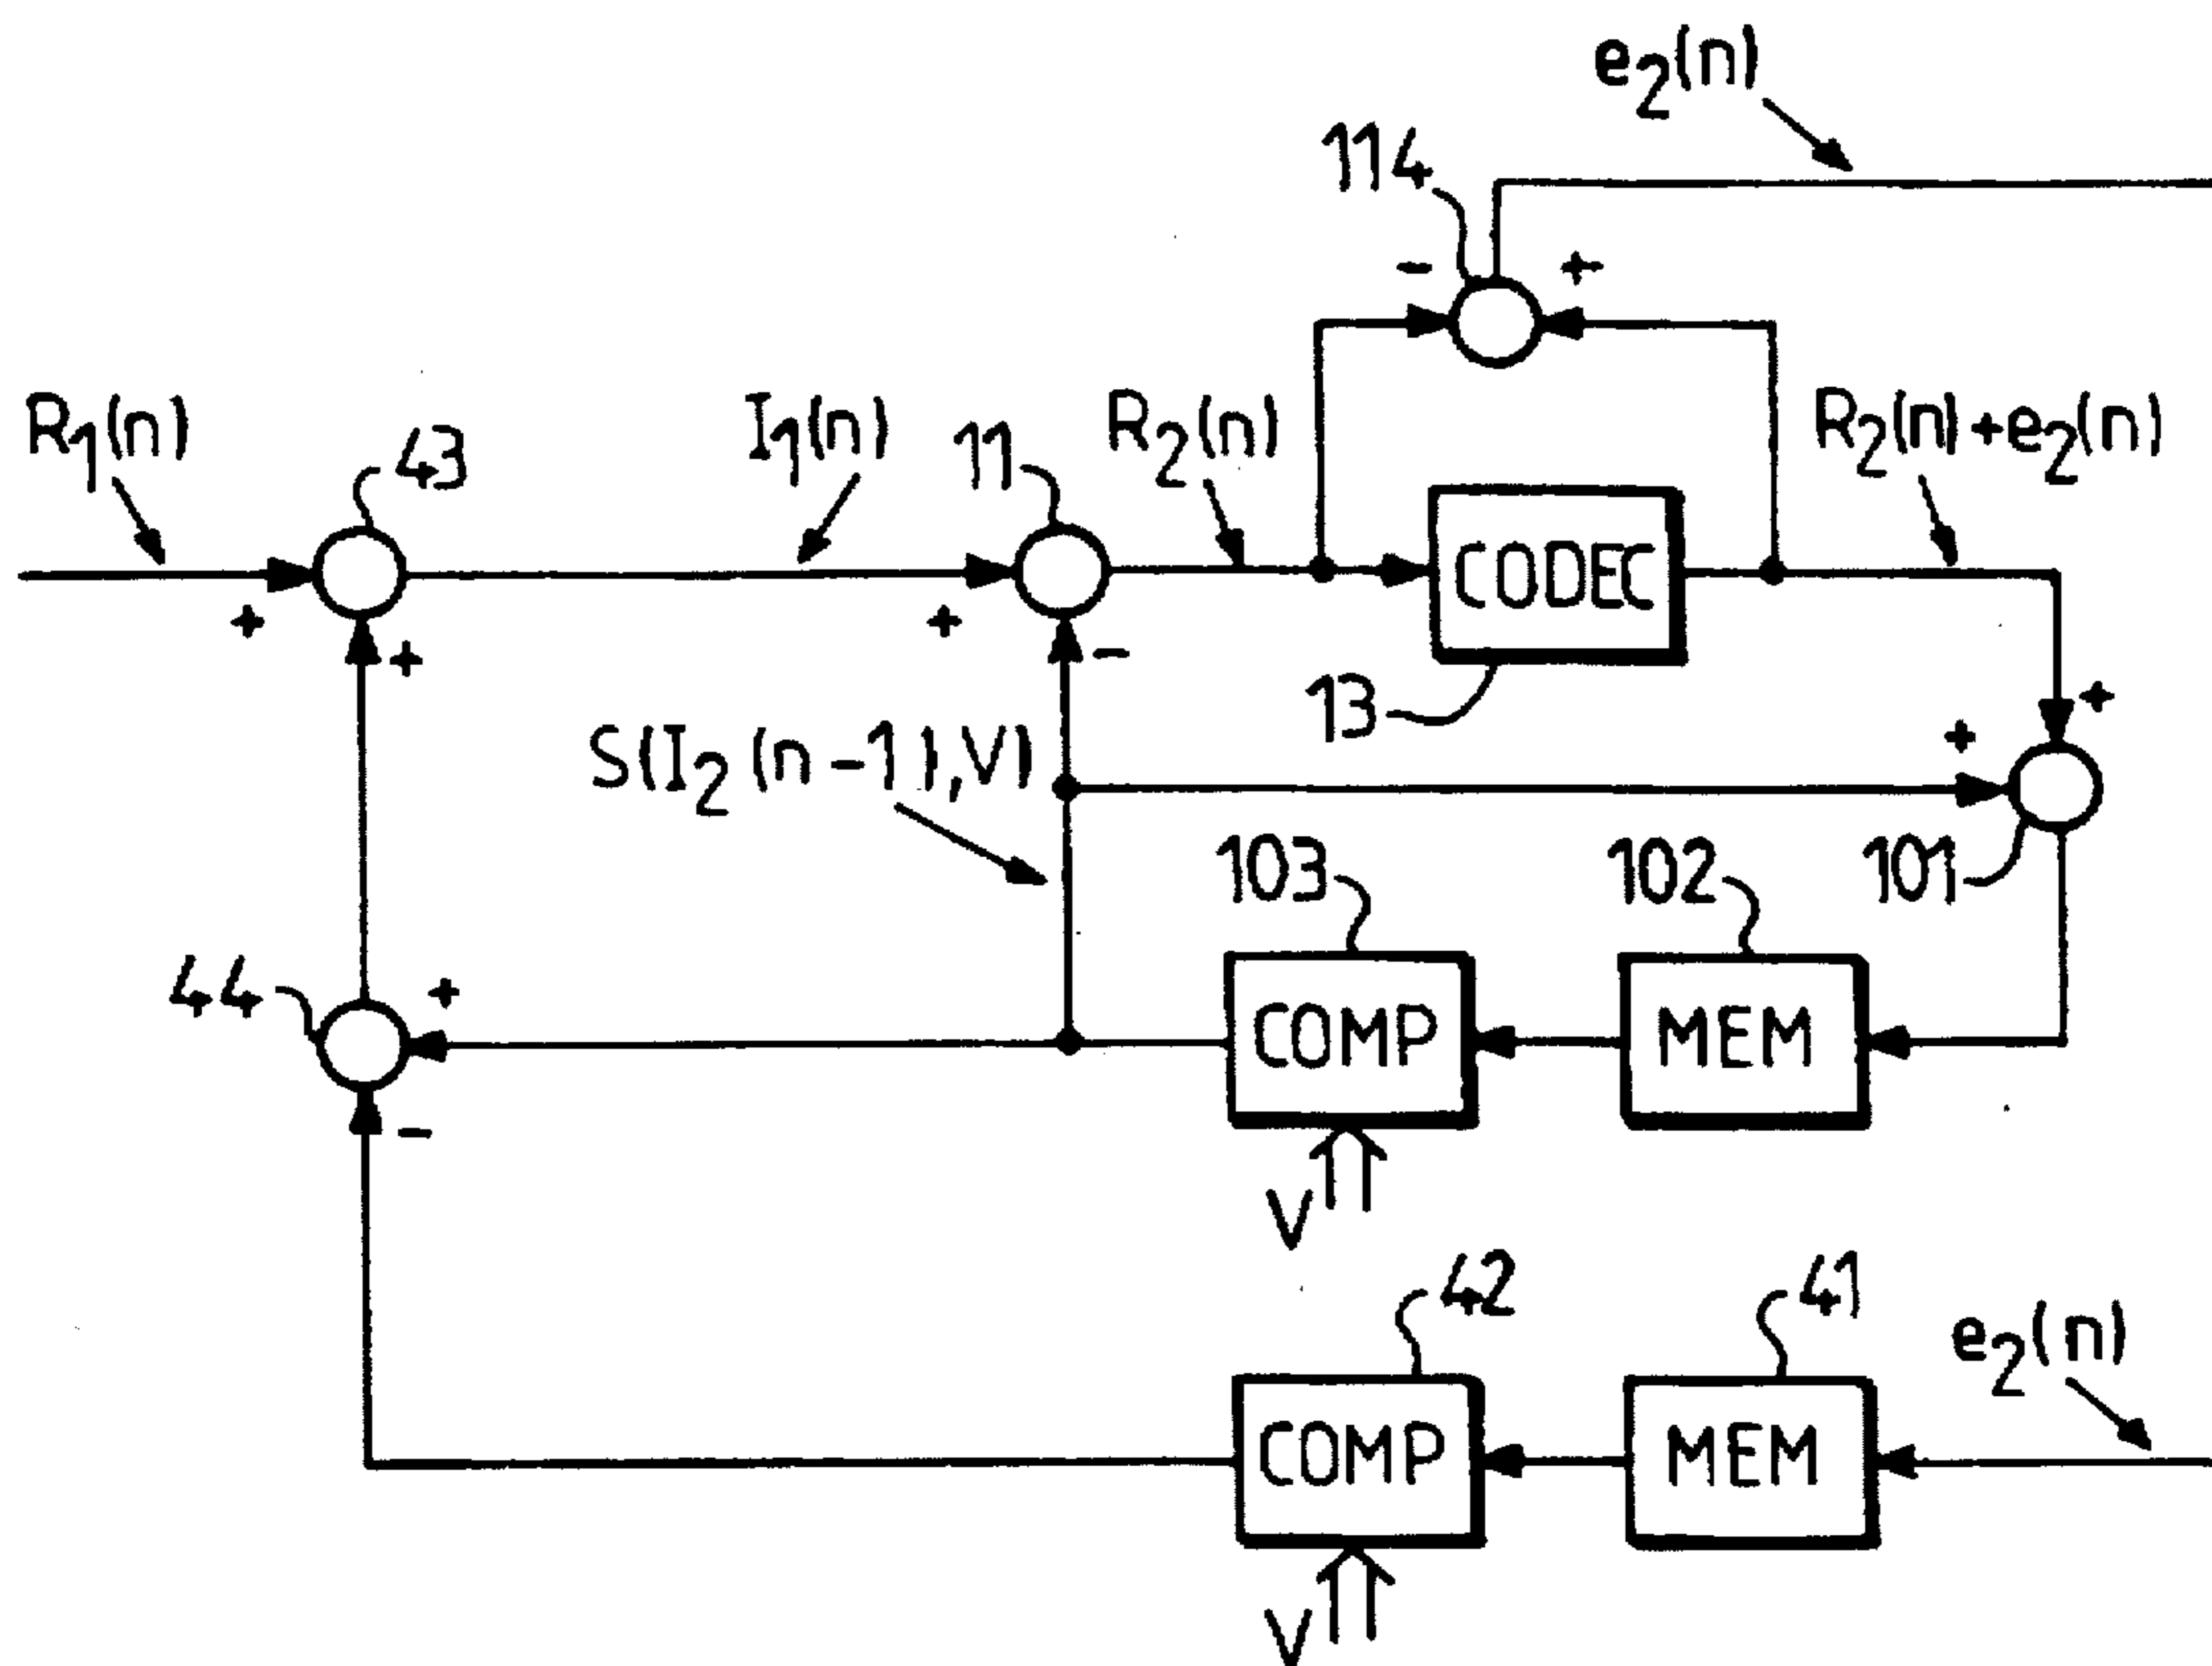 e₂(n)
114
- +
R₁(n)
43
I₁(n)
11
R₂(n)
R₂(n)+e₂(n)
CODEC
+ +
+ -
13
+ +
S(I₂(n-1),V)
103
102
101
44
+
COMP
MEM
-
V
42
41
e₂(n)
COMP
MEM
V